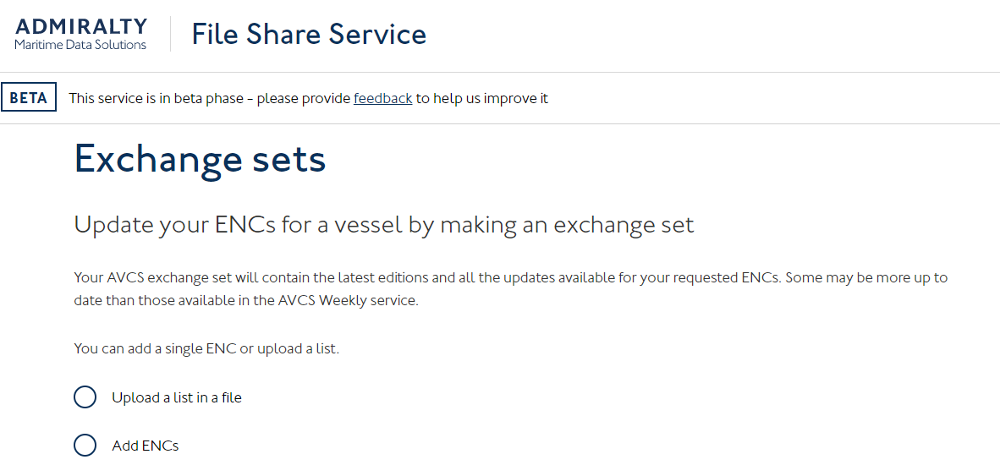 ADMIRALTY
Maritime Data Solutions
File Share Service
BETA
This service is in beta phase - please provide feedback to help us improve it
Exchange sets
Update your ENCs for a vessel by making an exchange set
Your AVCS exchange set will contain the latest editions and all the updates available for your requested ENCs. Some may be more up to
date than those available in the AVCS Weekly service.
You can add a single ENC or upload a list.
Upload a list in a file
Add ENCs